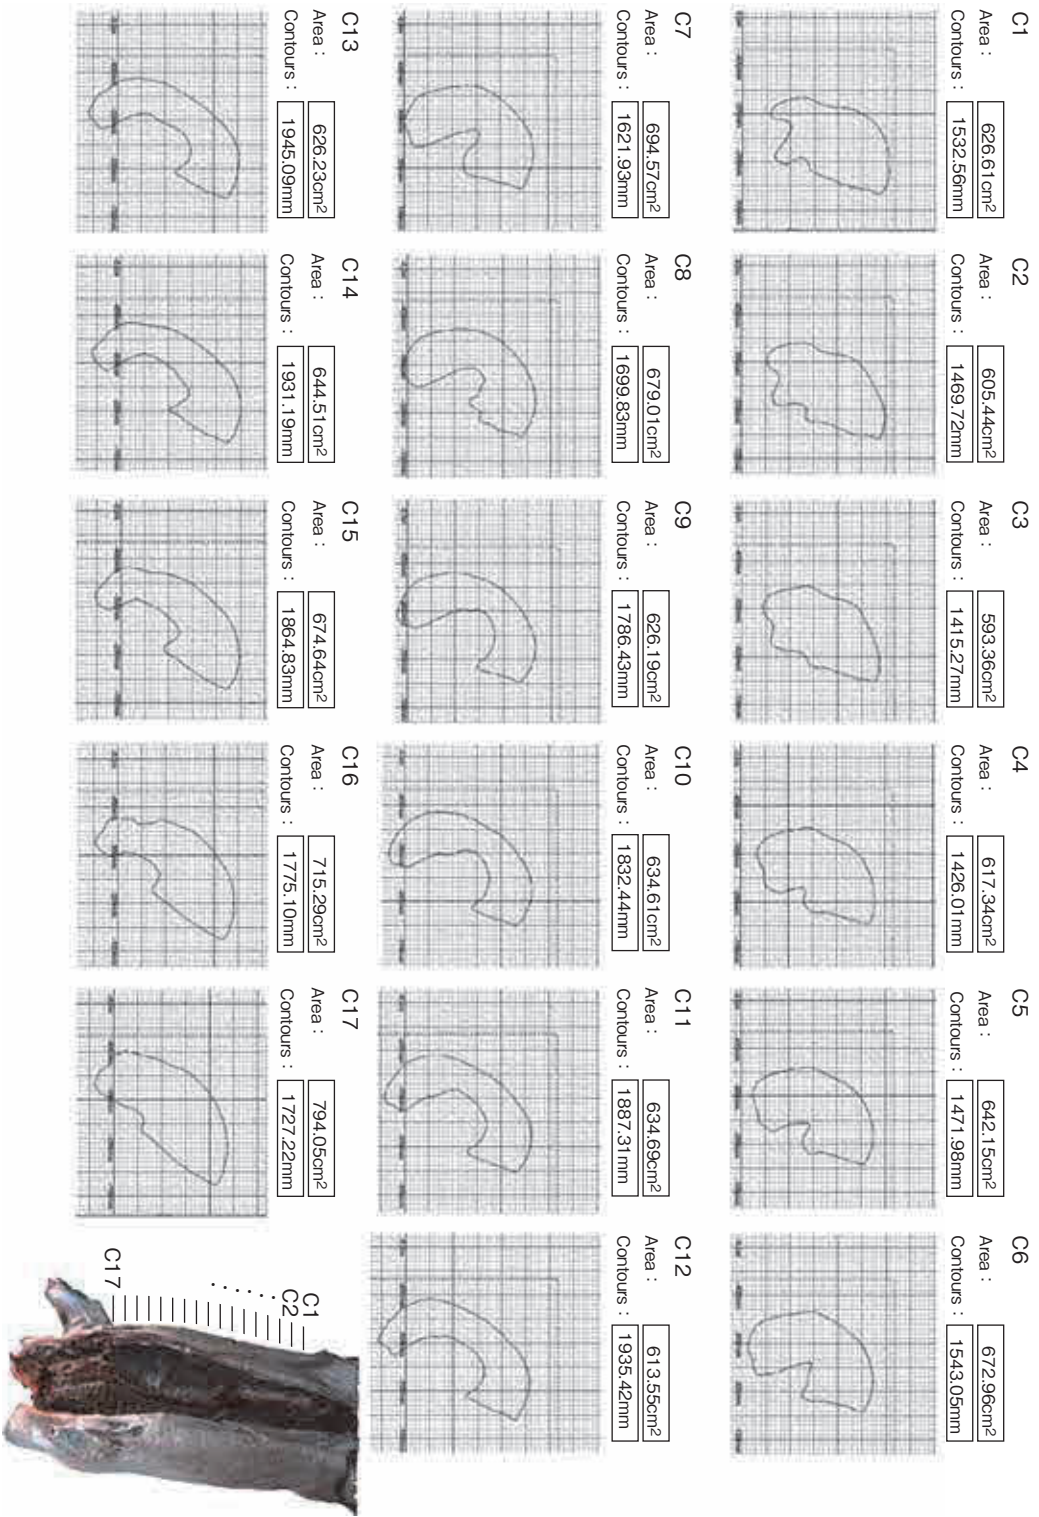 C1
Area : 626.61cm²
Contours : 1532.56mm
C2
Area : 605.44cm²
Contours : 1469.72mm
C3
Area : 593.36cm²
Contours : 1415.27mm
C4
Area : 617.34cm²
Contours : 1426.01mm
C5
Area : 642.15cm²
Contours : 1471.98mm
C6
Area : 672.96cm²
Contours : 1543.05mm
C7
Area : 694.57cm²
Contours : 1621.93mm
C8
Area : 679.01cm²
Contours : 1699.83mm
C9
Area : 626.19cm²
Contours : 1786.43mm
C10
Area : 634.61cm²
Contours : 1832.44mm
C11
Area : 634.69cm²
Contours : 1887.31mm
C12
Area : 613.55cm²
Contours : 1935.42mm
C13
Area : 626.23cm²
Contours : 1945.09mm
C14
Area : 644.51cm²
Contours : 1931.19mm
C15
Area : 674.64cm²
Contours : 1864.83mm
C16
Area : 715.29cm²
Contours : 1775.10mm
C17
Area : 794.05cm²
Contours : 1727.22mm
C1
C2
......
C17